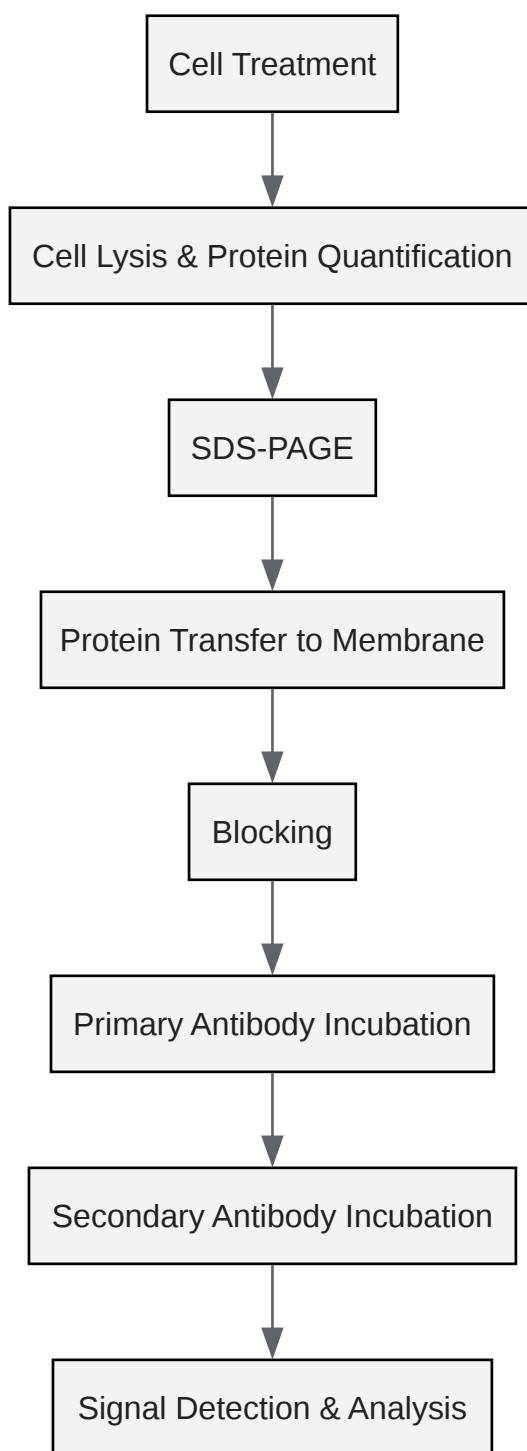 Cell Treatment
Cell Lysis & Protein Quantification
SDS-PAGE
Protein Transfer to Membrane
Blocking
Primary Antibody Incubation
Secondary Antibody Incubation
Signal Detection & Analysis